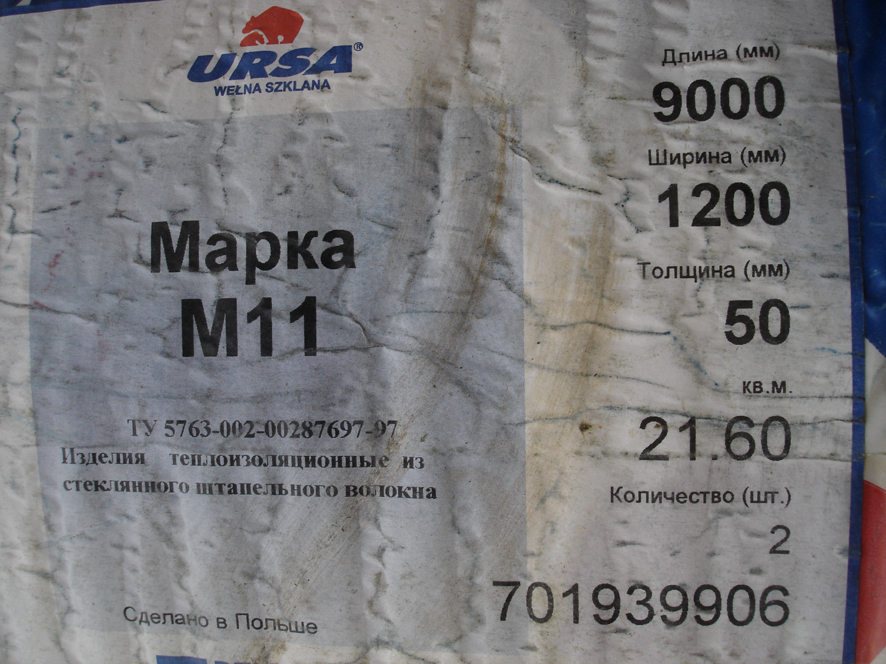 URSA®
WEŁNA SZKLANA
Марка
М11
ТУ 5763-002-00287697-97
Изделия теплоизоляционные из
стеклянного штапельного волокна
Сделано в Польше
Длина (мм)
9000
Ширина (мм)
1200
Толщина (мм)
50
кв.м.
21.60
Количество (шт.)
2
701939906